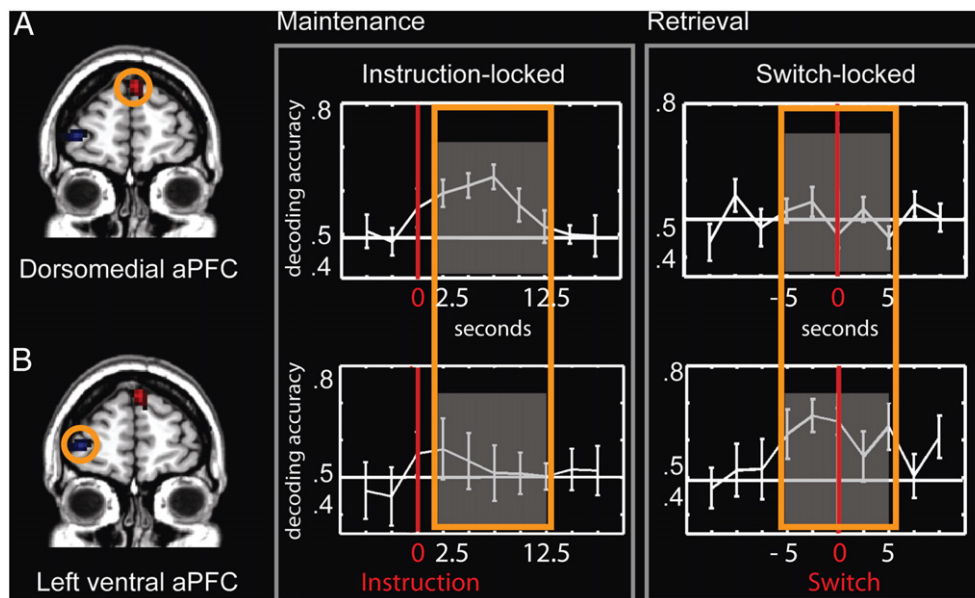 A
Maintenance
Retrieval
Instruction-locked
Switch-locked
decoding accuracy
.8
.5
.4
.8
.5
.4
0 2.5 12.5
-5 0 5
seconds
seconds
Dorsomedial aPFC
B
decoding accuracy
.8
.5
.4
.8
.5
.4
0 2.5 12.5
-5 0 5
Instruction
Switch
Left ventral aPFC